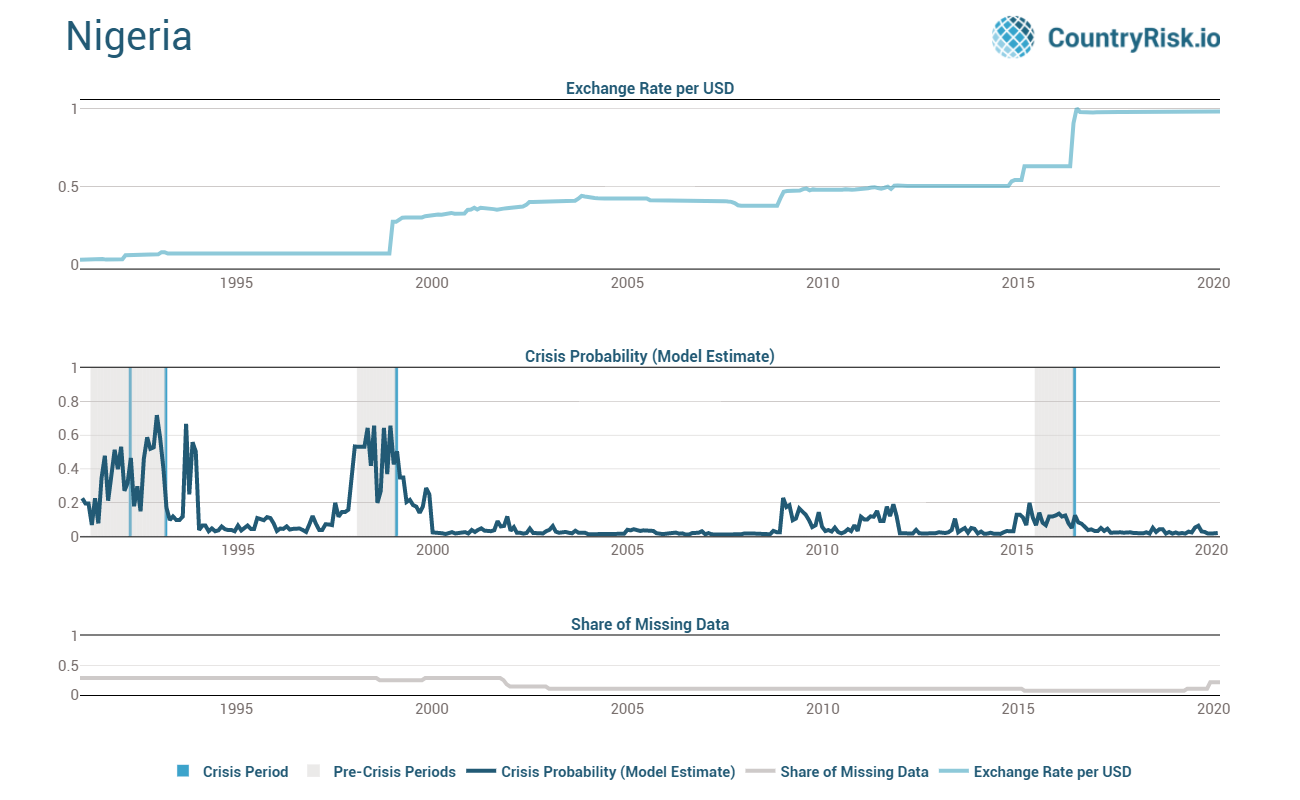 Nigeria
CountryRisk.io
Exchange Rate per USD
1
0.5
0
1995 2000 2005 2010 2015 2020
Crisis Probability (Model Estimate)
1
0.8
0.6
0.4
0.2
0
1995 2000 2005 2010 2015 2020
Share of Missing Data
1
0.5
0
1995 2000 2005 2010 2015 2020
Crisis Period Pre-Crisis Periods Crisis Probability (Model Estimate) Share of Missing Data Exchange Rate per USD